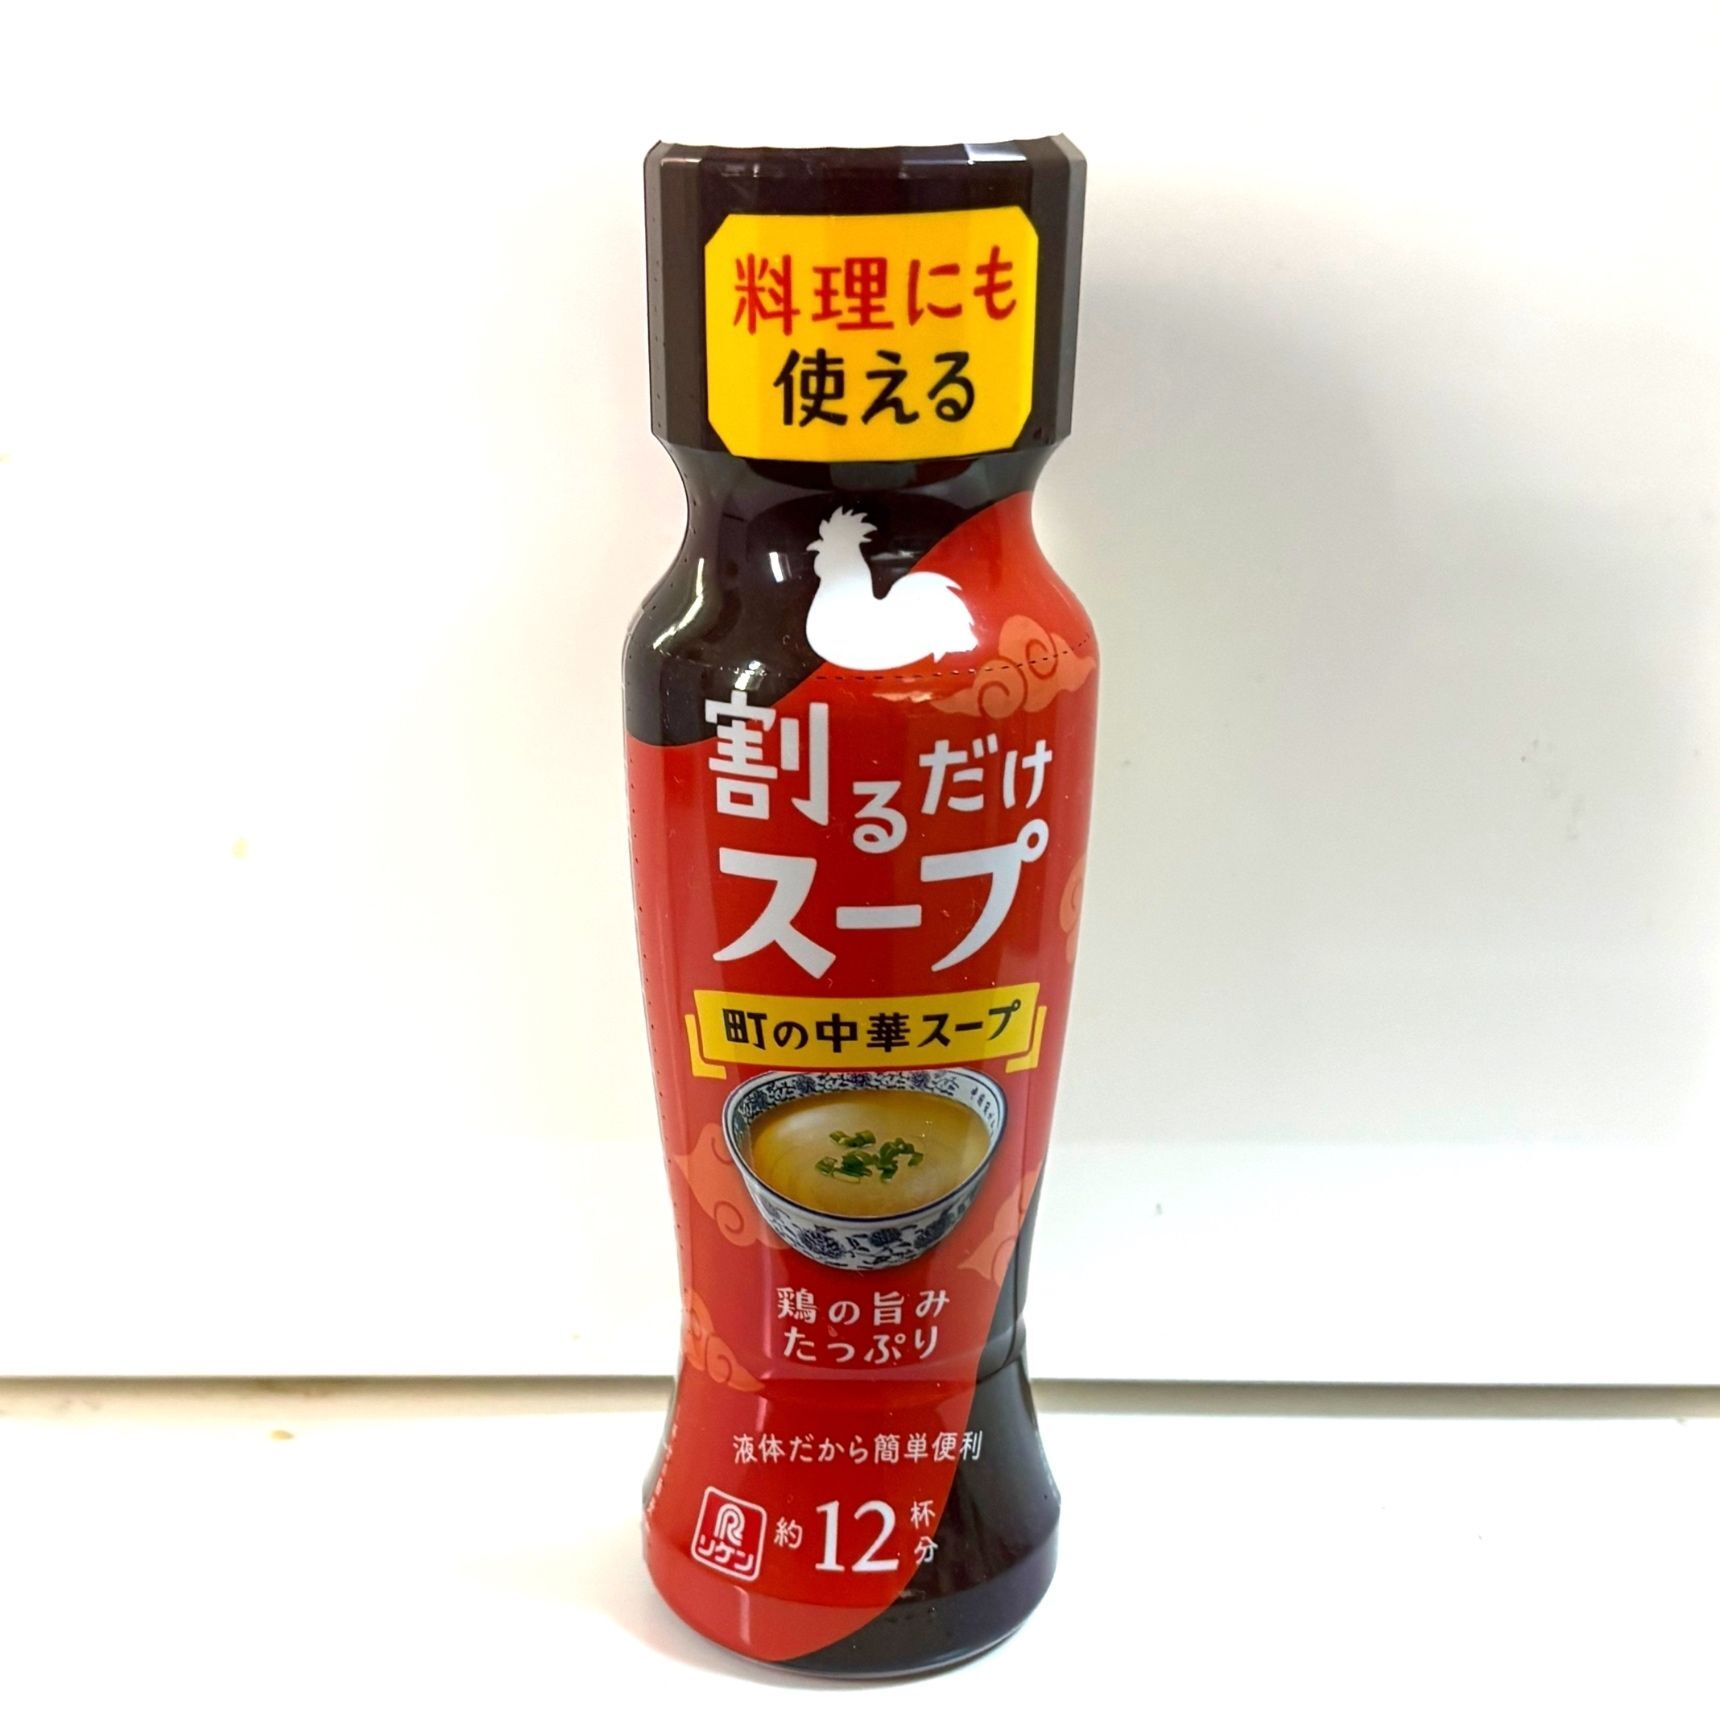 料理にも
使える
割るだけ
スープ
町の中華スープ
鶏の旨み
たっぷり
液体だから簡単便利
R
リケン
約12杯分